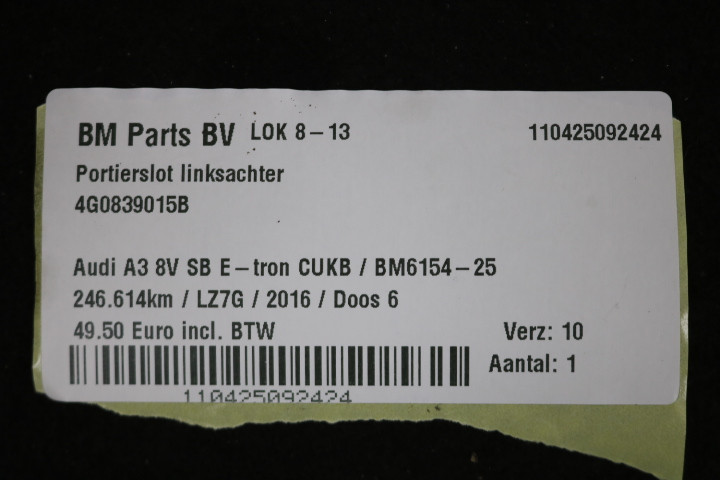 BM Parts BV LOK 8-13 110425092424
Portierslot linksachter
4G0839015B
Audi A3 8V SB E-tron CUKB / BM6154-25
246.614km / LZ7G / 2016 / Doos 6
49.50 Euro incl. BTW Verz: 10
Aantal: 1
110425092424